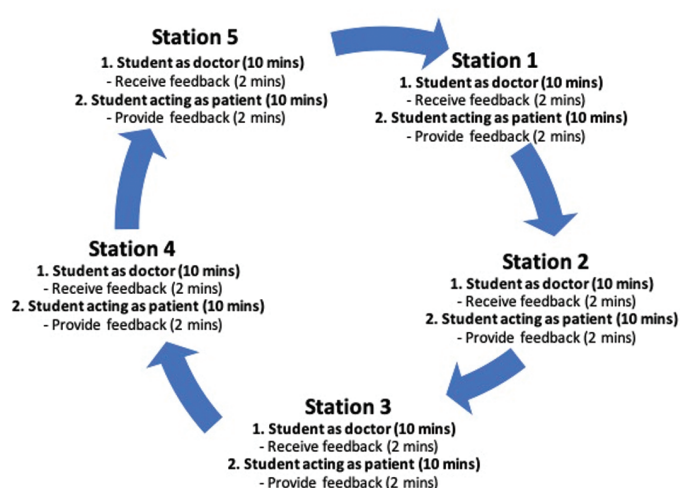 Station 5
1. Student as doctor (10 mins)
- Receive feedback (2 mins)
2. Student acting as patient (10 mins)
- Provide feedback (2 mins)
Station 1
1. Student as doctor (10 mins)
- Receive feedback (2 mins)
2. Student acting as patient (10 mins)
- Provide feedback (2 mins)
Station 2
1. Student as doctor (10 mins)
- Receive feedback (2 mins)
2. Student acting as patient (10 mins)
- Provide feedback (2 mins)
Station 3
1. Student as doctor (10 mins)
- Receive feedback (2 mins)
2. Student acting as patient (10 mins)
- Provide feedback (2 mins)
Station 4
1. Student as doctor (10 mins)
- Receive feedback (2 mins)
2. Student acting as patient (10 mins)
- Provide feedback (2 mins)